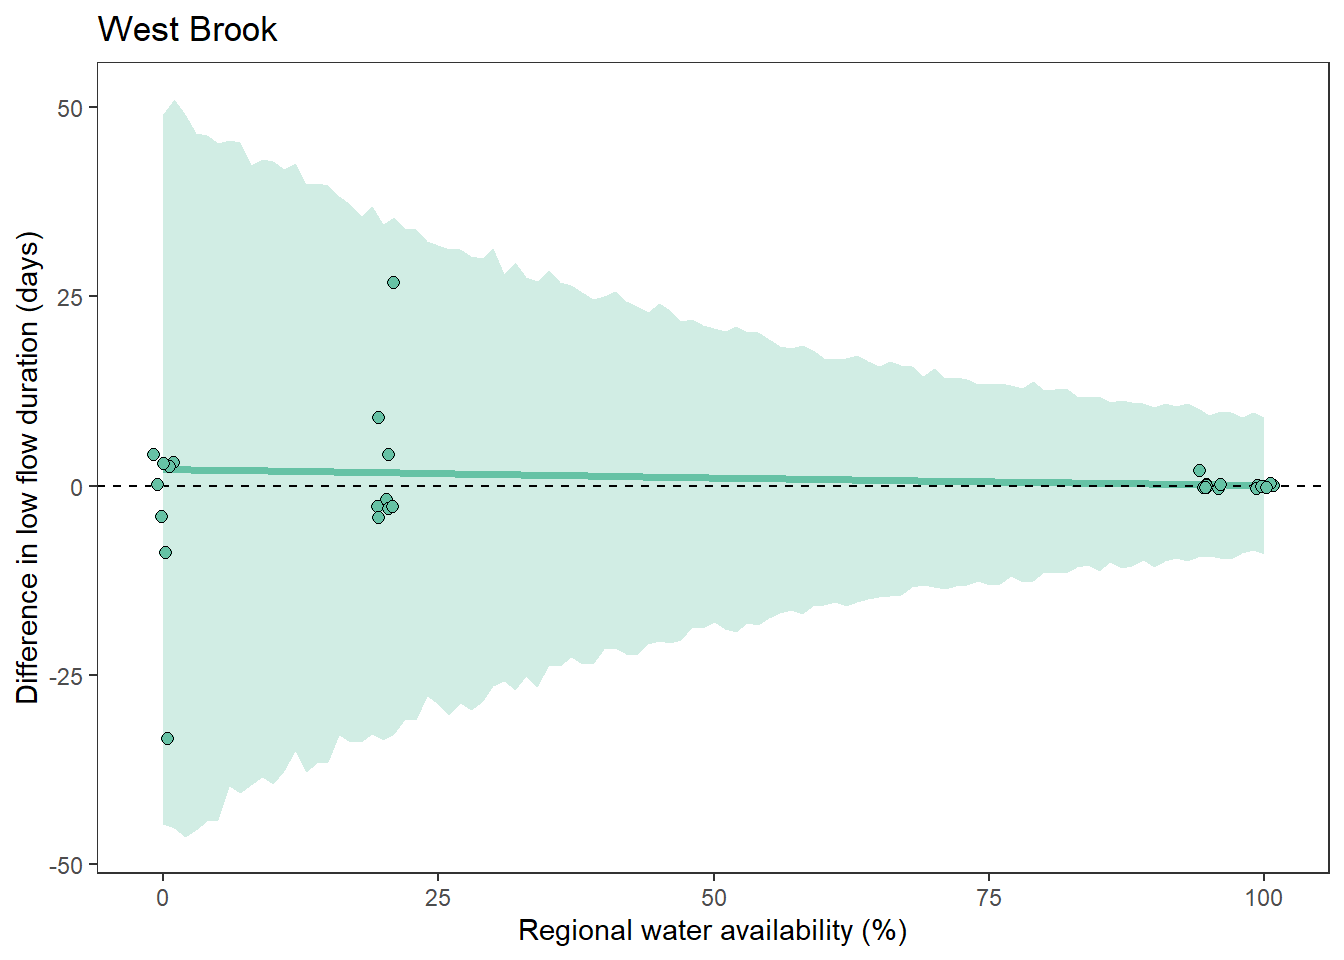 West Brook
Difference in low flow duration (days)
50
25
0
-25
-50
0 25 50 75 100
Regional water availability (%)